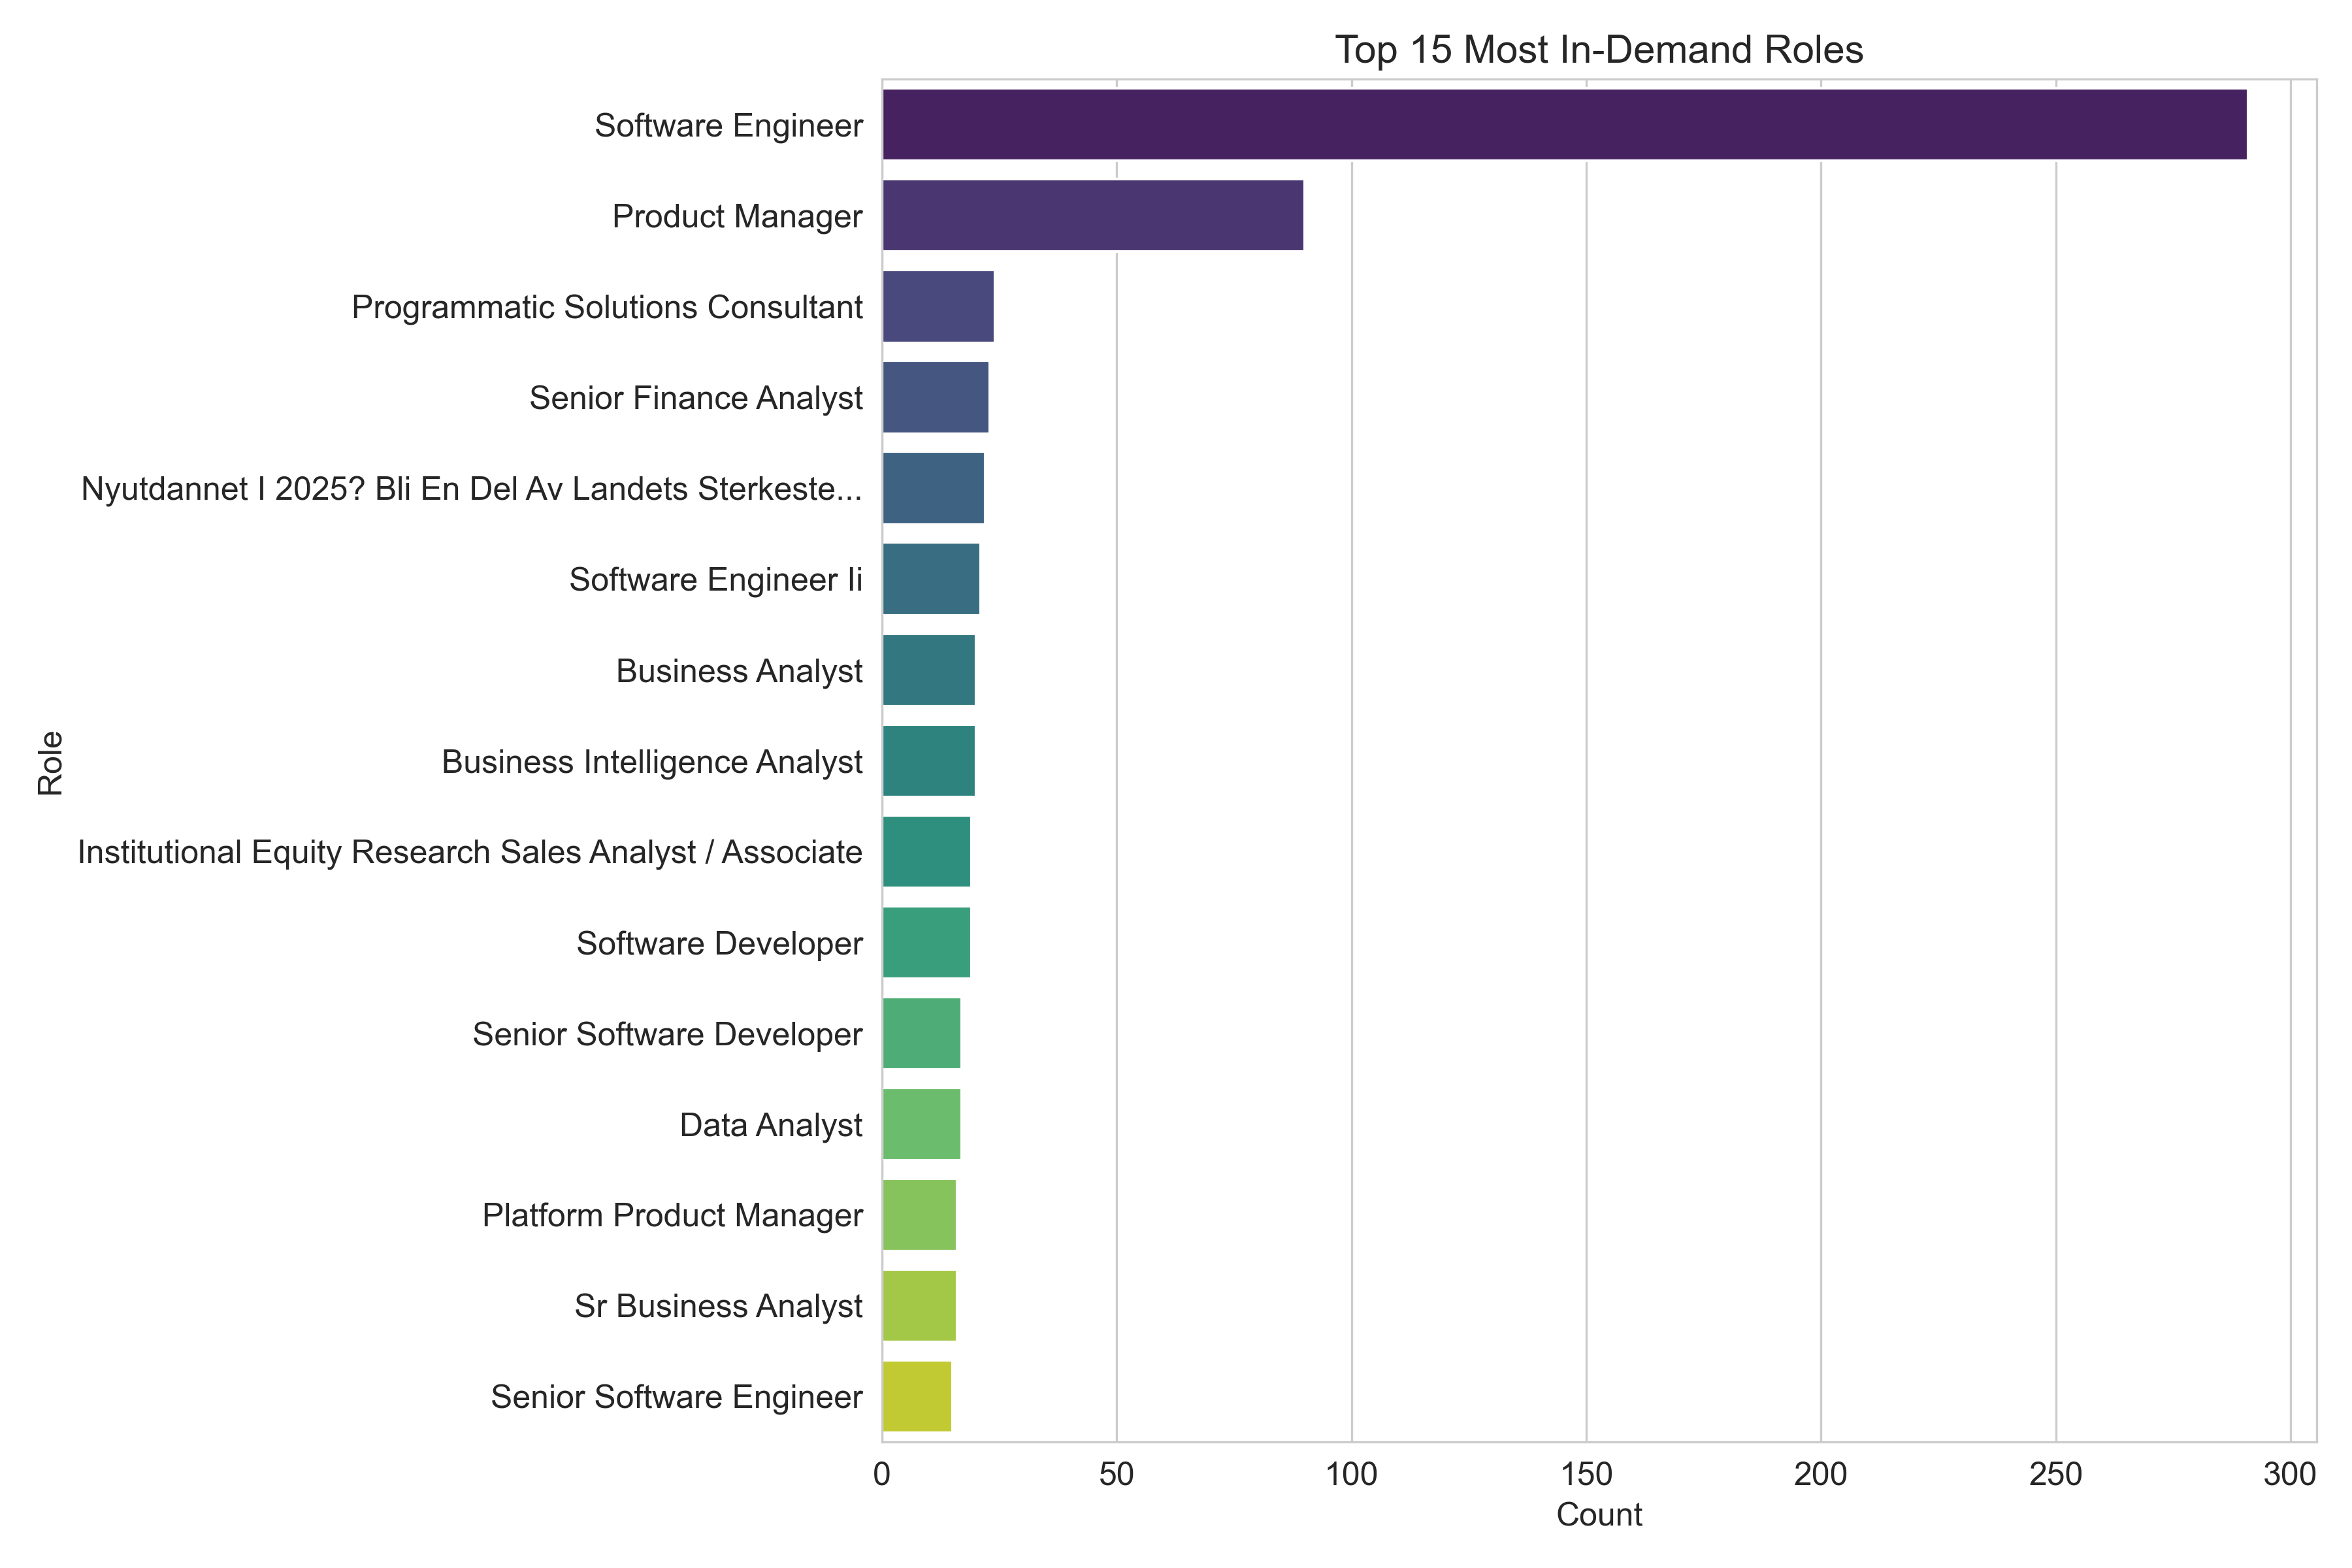 Top 15 Most In-Demand Roles
Software Engineer
Product Manager
Programmatic Solutions Consultant
Senior Finance Analyst
Nyutdannet I 2025? Bli En Del Av Landets Sterkeste...
Software Engineer Ii
Business Analyst
Business Intelligence Analyst
Institutional Equity Research Sales Analyst / Associate
Software Developer
Senior Software Developer
Data Analyst
Platform Product Manager
Sr Business Analyst
Senior Software Engineer
Role
0 50 100 150 200 250 300
Count